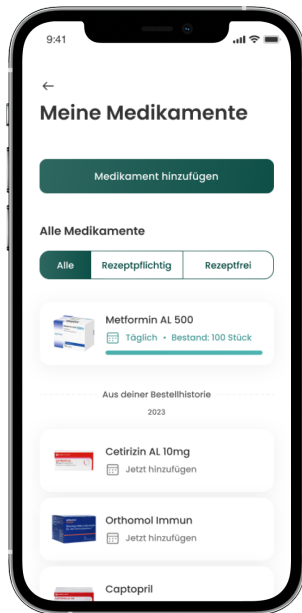 9:41
Meine Medikamente
Medikament hinzufügen
Alle Medikamente
Alle Rezeptpflichtig Rezeptfrei
Metformin AL 500
Täglich • Bestand: 100 Stück
Aus deiner Bestellhistorie
2023
Cetirizin AL 10mg
Jetzt hinzufügen
Orthomol Immun
Jetzt hinzufügen
Captopril